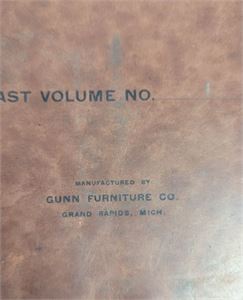 AST VOLUME NO.
MANUFACTURED BY
GUNN FURNITURE CO.
GRAND RAPIDS, MICH.